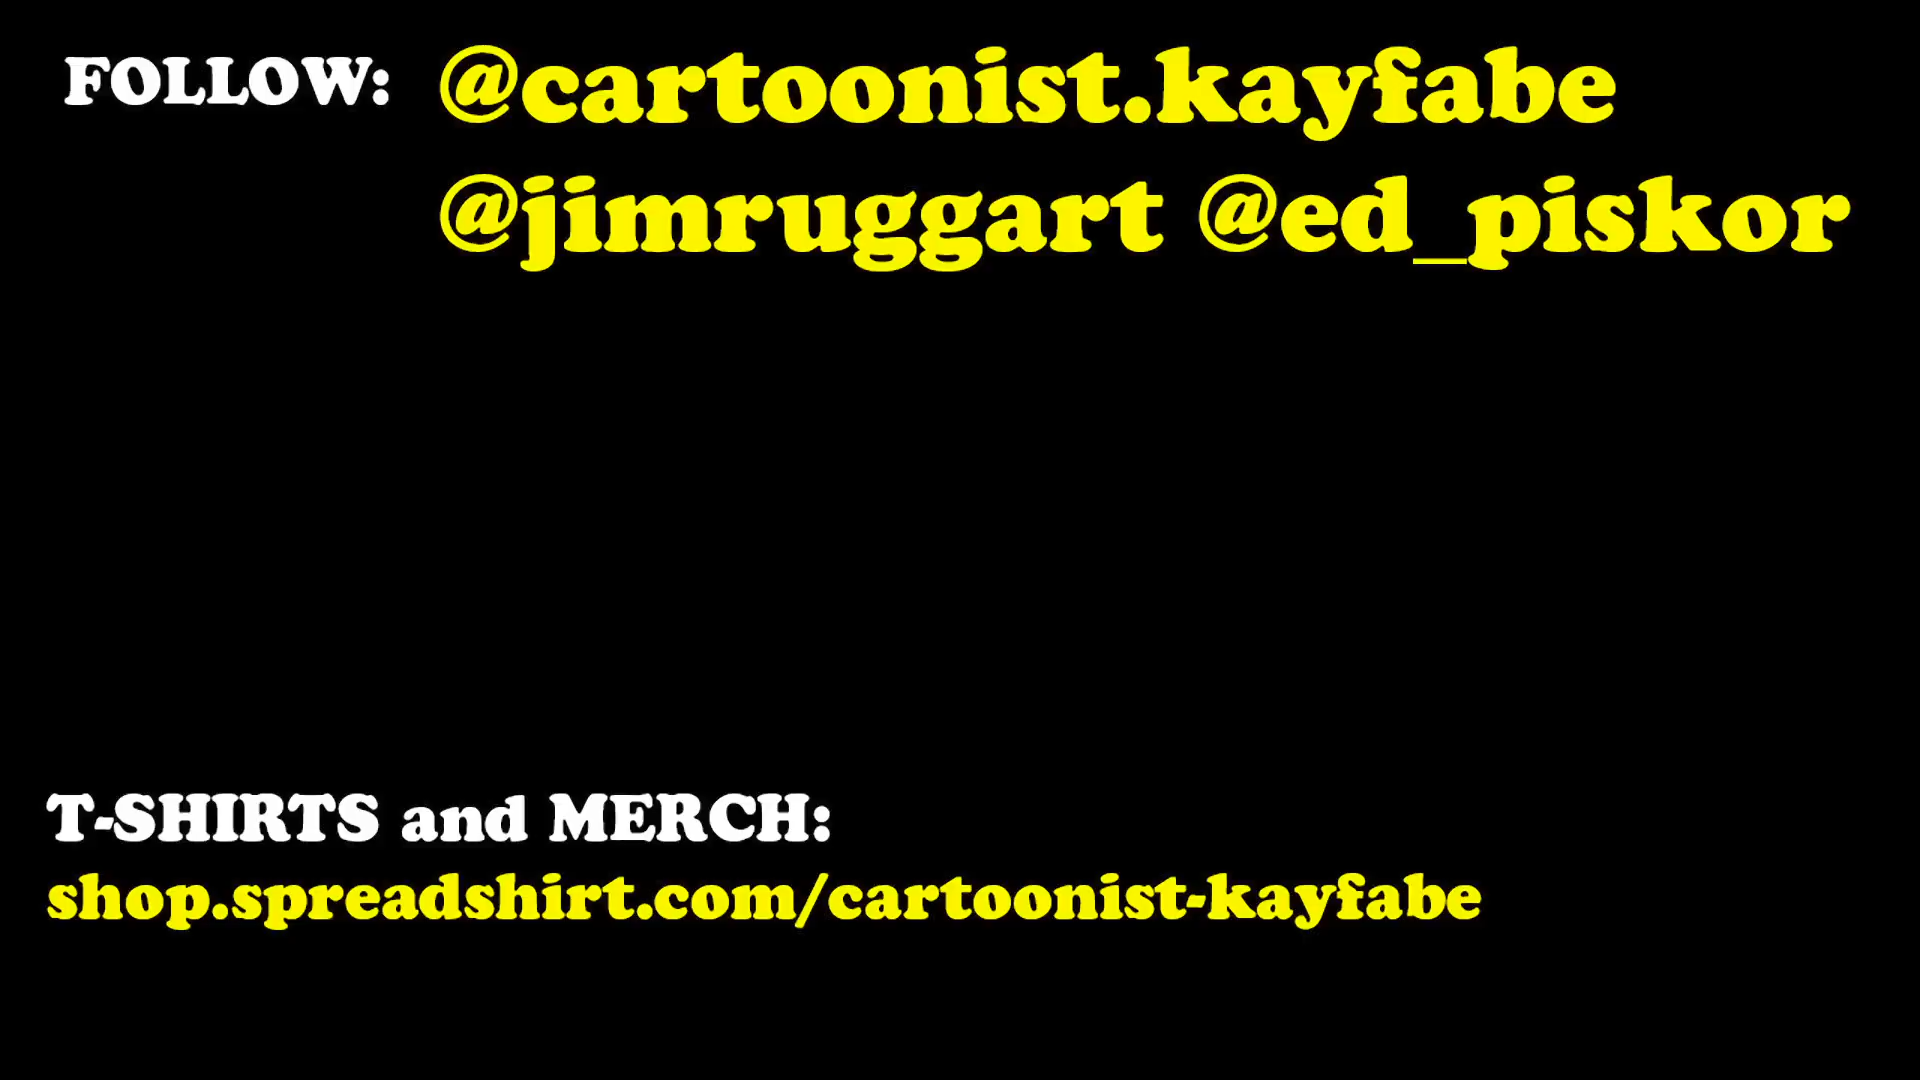 FOLLOW: @cartoonist.kayfabe
@jimruggart @ed_piskor
T-SHIRTS and MERCH:
shop.spreadshirt.com/cartoonist-kayfabe